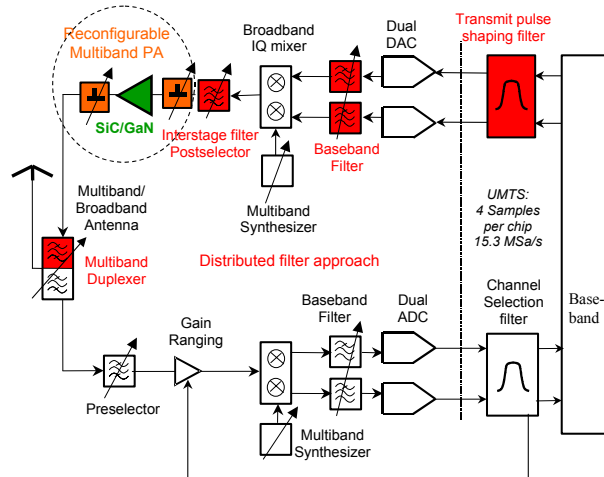 Reconfigurable
Multiband PA
SiC/GaN
Interstage filter
Postselector
Broadband
IQ mixer
Multiband
Synthesizer
Baseband
Filter
Dual
DAC
Transmit pulse
shaping filter
Multiband/
Broadband
Antenna
Multiband
Duplexer
Distributed filter approach
UMTS:
4 Samples
per chip
15.3 MSa/s
Base-
band
Preselector
Gain
Ranging
Multiband
Synthesizer
Baseband
Filter
Dual
ADC
Channel
Selection
filter